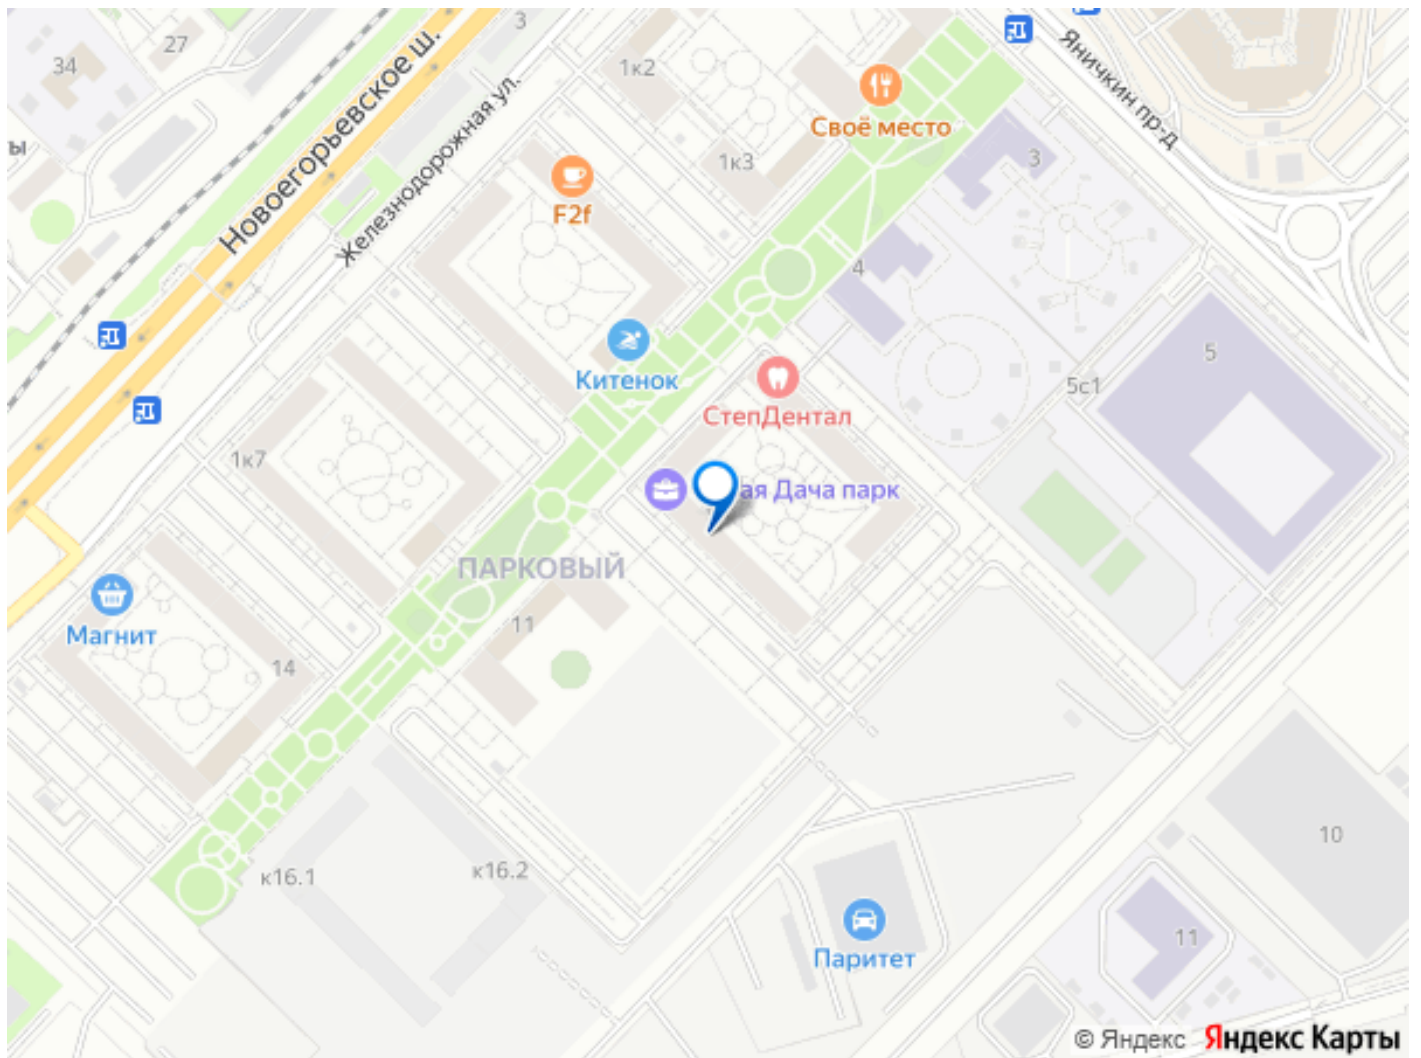 3
27
34
1к2
Новоегорьевское ш.
Железнодорожная ул.
Яничкин пр-д
Своё место
ы
1к3
3
F2f
4
5
Китенок
5с1
СтепДентал
1к7
ая Дача парк
ПАРКОВЫЙ
11
Магнит
14
10
к16.1
к16.2
11
Паритет
© Яндекс Яндекс Карты